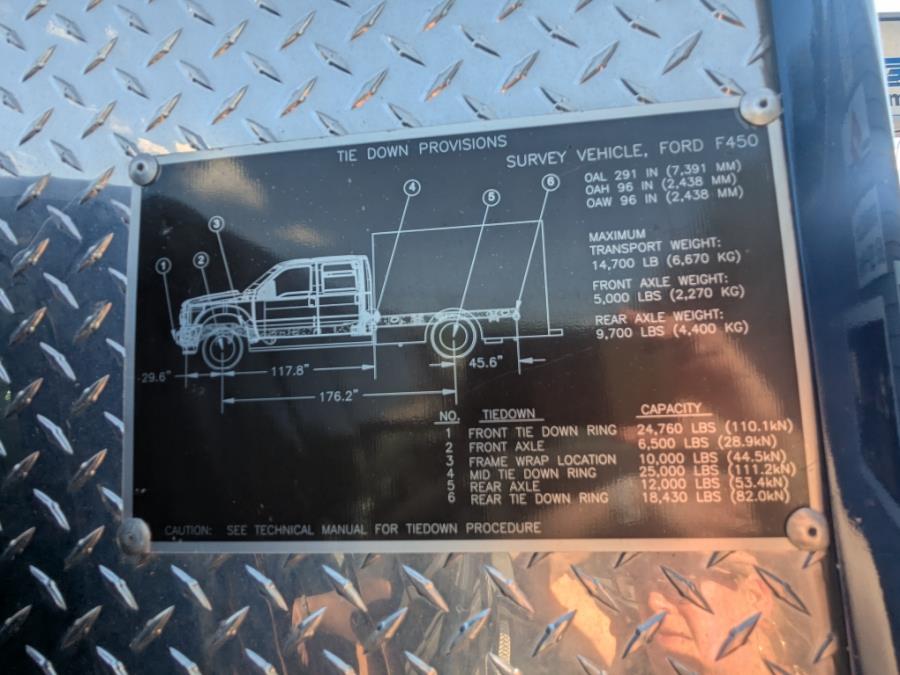 TIE DOWN PROVISIONS
SURVEY VEHICLE, FORD F450
OAL 291 IN (7,391 MM)
OAH 96 IN (2,438 MM)
OAW 96 IN (2,438 MM)
MAXIMUM
TRANSPORT WEIGHT:
14,700 LB (6,670 KG)
FRONT AXLE WEIGHT:
5,000 LBS (2,270 KG)
REAR AXLE WEIGHT:
9,700 LBS (4,400 KG)
1
2
3
4
5
6
29.6"
117.8"
45.6"
176.2"
NO. TIEDOWN CAPACITY
1 FRONT TIE DOWN RING 24,760 LBS (110.1kN)
2 FRONT AXLE 6,500 LBS (28.9kN)
3 FRAME WRAP LOCATION 10,000 LBS (44.5kN)
4 MID TIE DOWN RING 25,000 LBS (111.2kN)
5 REAR AXLE 12,000 LBS (53.4kN)
6 REAR TIE DOWN RING 18,430 LBS (82.0kN)
CAUTION: SEE TECHNICAL MANUAL FOR TIEDOWN PROCEDURE